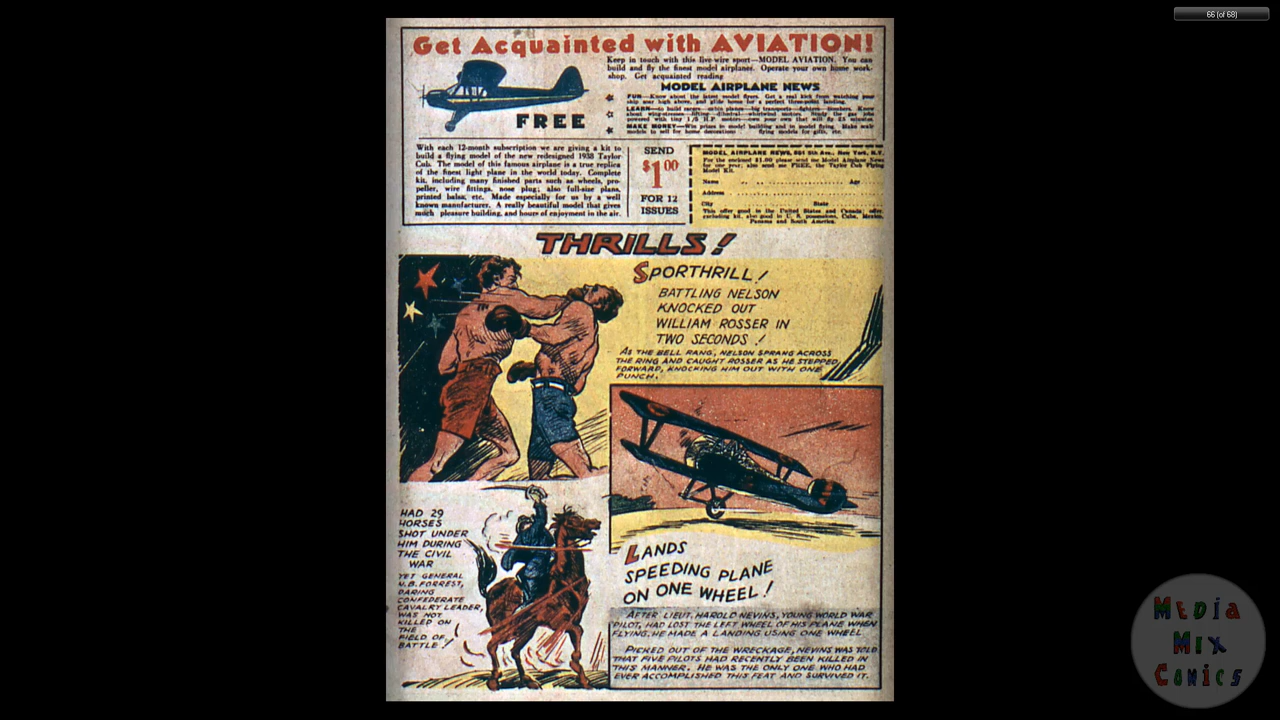 66 (of 68)
Get Acquainted with AVIATION!
Keep in touch with this live-wire sport—MODEL AVIATION. You can
build and fly the finest model airplanes. Operate your own home work-
shop. Get acquainted reading
MODEL AIRPLANE NEWS
FUN—Know about the latest model flyers. Get a real kick from watching your
ship soar high above, and glide home for a perfect three-point landing.
LEARN—to build racers—cabin planes—big transports—fighters—bombers. Know
about wing-stresses—lifting—dihedral—whirlwind motors. Study the gas jobs
powered with tiny 1/5 H.P. motors—own your own that will fly 25 minutes.
MAKE MONEY—Win prizes in model building and in model flying. Make
models to sell for home decorations flying models for gifts, etc.
FREE
With each 12-month subscription we are giving a kit to
build a flying model of the new redesigned 1938 Taylor
Cub. The model of this famous airplane is a true replica
of the finest light plane in the world today. Complete
kit, including many finished parts such as wheels, pro-
peller, wire fittings, nose plug; also full-size plans,
printed balsa, etc. Made especially for us by a well
known manufacturer. A really beautiful model that gives
much pleasure building, and hours of enjoyment in the air.
SEND
$1.00
FOR 12
ISSUES
MODEL AIRPLANE NEWS, 551 5th Ave., New York, N.Y.
For the enclosed $1.00 please send me Model Airplane News
for one year; also send me FREE, the Taylor Cub Flying
Model Kit.
Name Age
Address
City State
This offer good in the United States and Canada; offer,
excluding kit, also good in U. S. possessions, Cuba, Mexico,
Panama and South America.
THRILLS!
SPORTHRILL!
BATTLING NELSON
KNOCKED OUT
WILLIAM ROSSER IN
TWO SECONDS!
AS THE BELL RANG, NELSON SPRANG ACROSS
THE RING AND CAUGHT ROSSER AS HE STEPPED
FORWARD, KNOCKING HIM OUT WITH ONE
PUNCH.
HAD 29
HORSES
SHOT UNDER
HIM DURING
THE CIVIL
WAR
YET GENERAL
N.B. FORREST,
DARING
CONFEDERATE
CAVALRY LEADER,
WAS NOT
KILLED ON
THE
FIELD OF
BATTLE!
LANDS
SPEEDING PLANE
ON ONE WHEEL!
AFTER LIEUT. HAROLD NEVINS, YOUNG WORLD WAR
PILOT, HAD LOST THE LEFT WHEEL OF HIS PLANE WHEN
FLYING, HE MADE A LANDING USING ONE WHEEL
PICKED OUT OF THE WRECKAGE, NEVINS WAS TOLD
THAT FIVE PILOTS HAD RECENTLY BEEN KILLED IN
THIS MANNER. HE WAS THE ONLY ONE WHO HAD
EVER ACCOMPLISHED THIS FEAT AND SURVIVED IT.
MEDiA
MiX
COMiCS